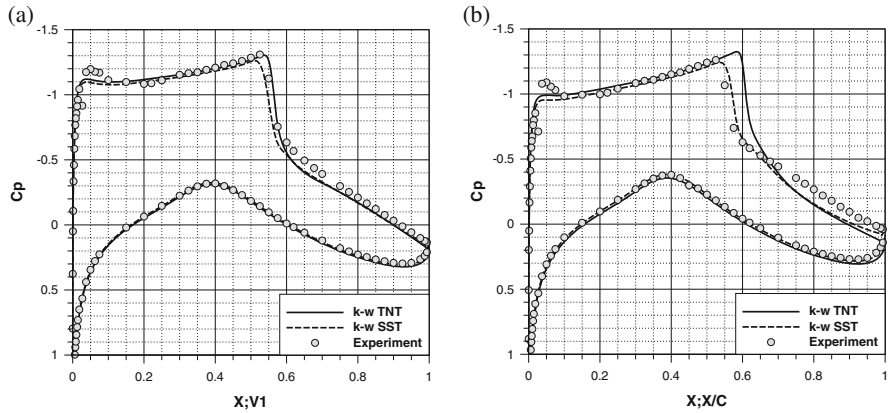 (a)
-1.5
-1
-0.5
0
0.5
1
Cp
0 0.2 0.4 0.6 0.8 1
X;V1
k-w TNT
k-w SST
Experiment
(b)
-1.5
-1
-0.5
0
0.5
1
Cp
0 0.2 0.4 0.6 0.8 1
X;X/C
k-w TNT
k-w SST
Experiment